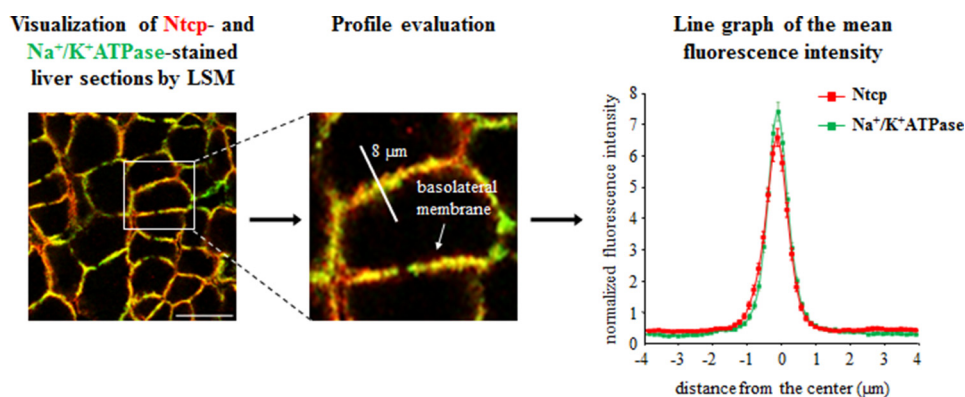 Visualization of Ntcp- and
Na⁺/K⁺ATPase-stained
liver sections by LSM
Profile evaluation
Line graph of the mean
fluorescence intensity
8 μm
basolateral
membrane
Ntcp
Na⁺/K⁺ATPase
normalized fluorescence intensity
8
7
6
5
4
3
2
1
0
-4 -3 -2 -1 0 1 2 3 4
distance from the center (μm)